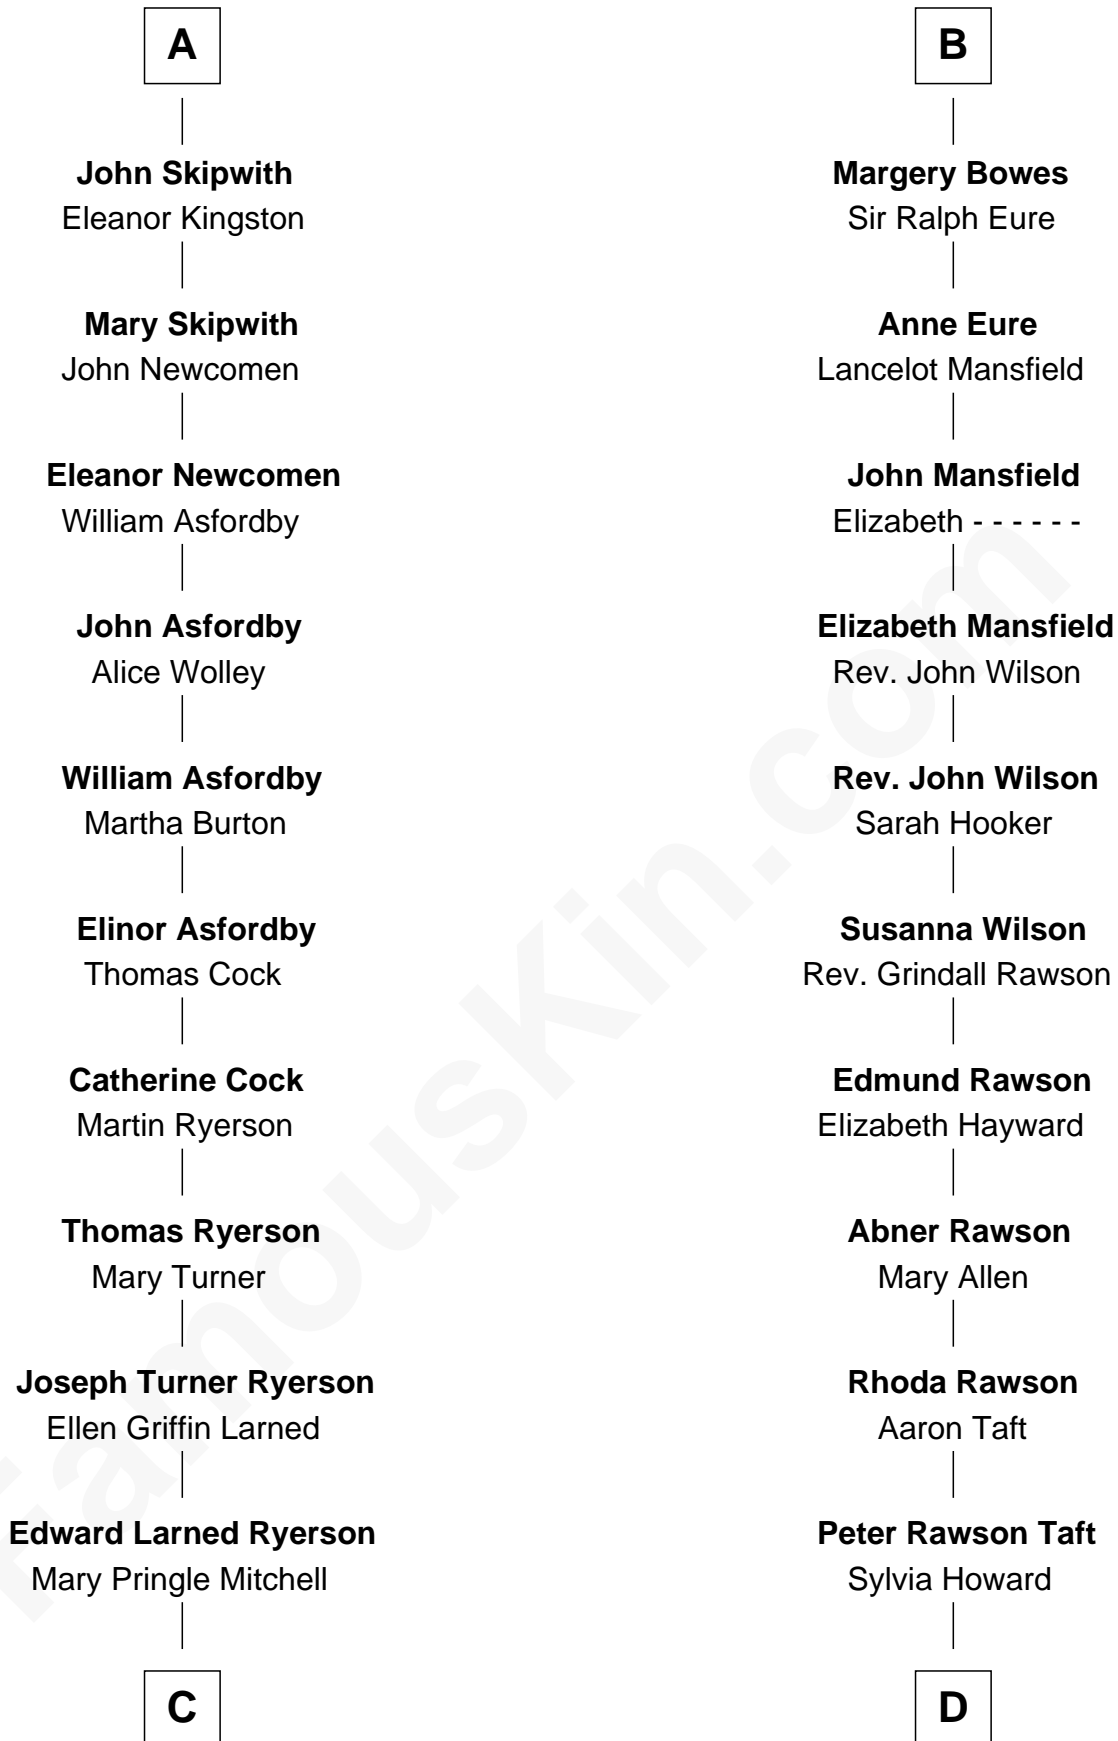 A
John Skipwith
Eleanor Kingston
Mary Skipwith
John Newcomen
Eleanor Newcomen
William Asfordby
John Asfordby
Alice Wolley
William Asfordby
Martha Burton
Elinor Asfordby
Thomas Cock
Catherine Cock
Martin Ryerson
Thomas Ryerson
Mary Turner
Joseph Turner Ryerson
Ellen Griffin Larned
Edward Larned Ryerson
Mary Pringle Mitchell
C
B
Margery Bowes
Sir Ralph Eure
Anne Eure
Lancelot Mansfield
John Mansfield
Elizabeth - - - - - -
Elizabeth Mansfield
Rev. John Wilson
Rev. John Wilson
Sarah Hooker
Susanna Wilson
Rev. Grindall Rawson
Edmund Rawson
Elizabeth Hayward
Abner Rawson
Mary Allen
Rhoda Rawson
Aaron Taft
Peter Rawson Taft
Sylvia Howard
D
FamousKin.com